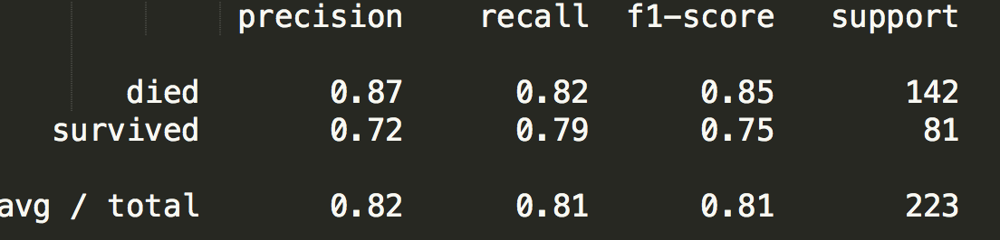 precision recall f1-score support
died 0.87 0.82 0.85 142
survived 0.72 0.79 0.75 81
avg / total 0.82 0.81 0.81 223